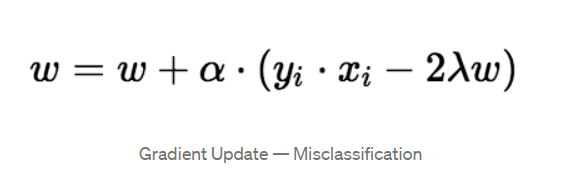 w = w + α · (yᵢ · xᵢ − 2λw)
Gradient Update — Misclassification